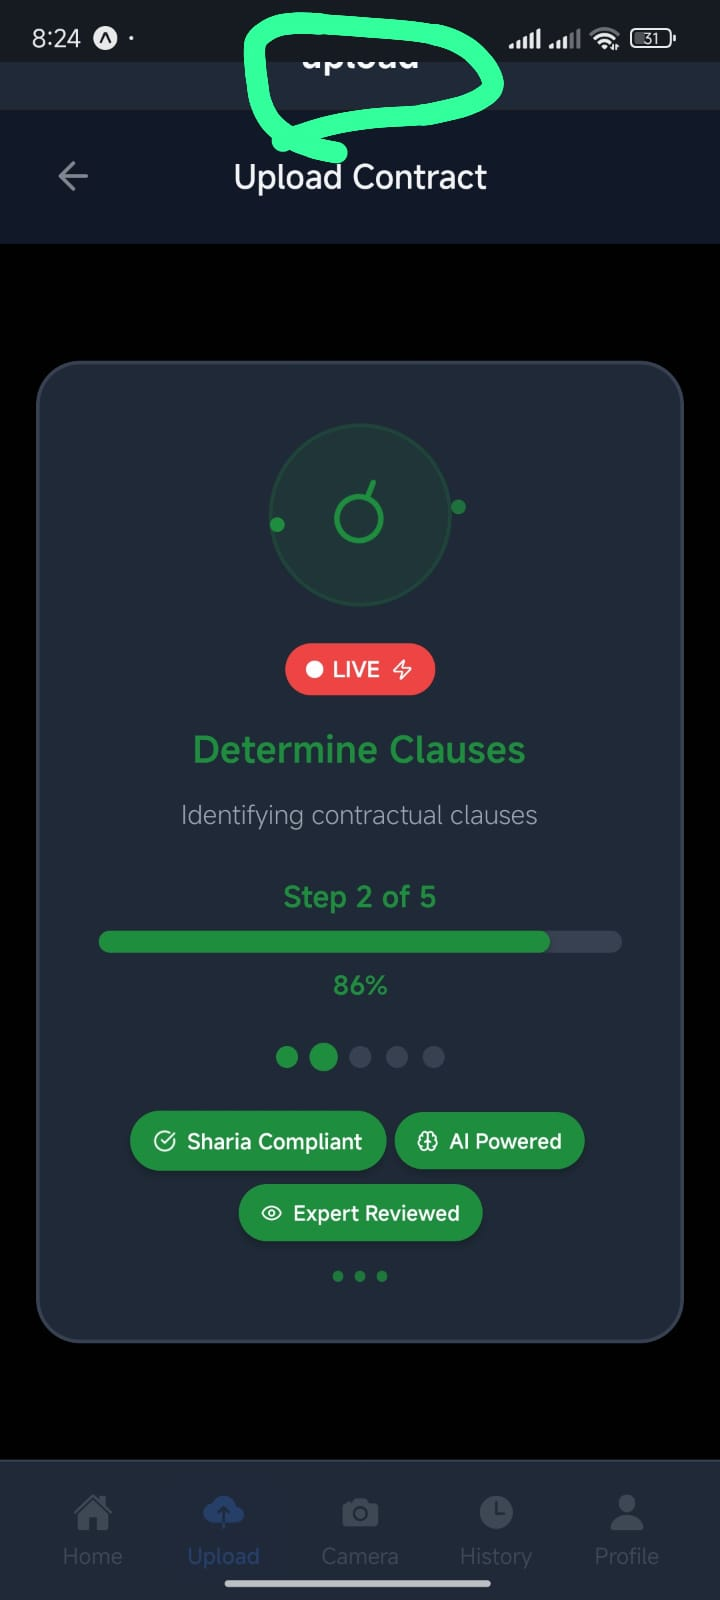 8:24
31
upload
Upload Contract
LIVE
Determine Clauses
Identifying contractual clauses
Step 2 of 5
86%
Sharia Compliant
AI Powered
Expert Reviewed
Home
Upload
Camera
History
Profile